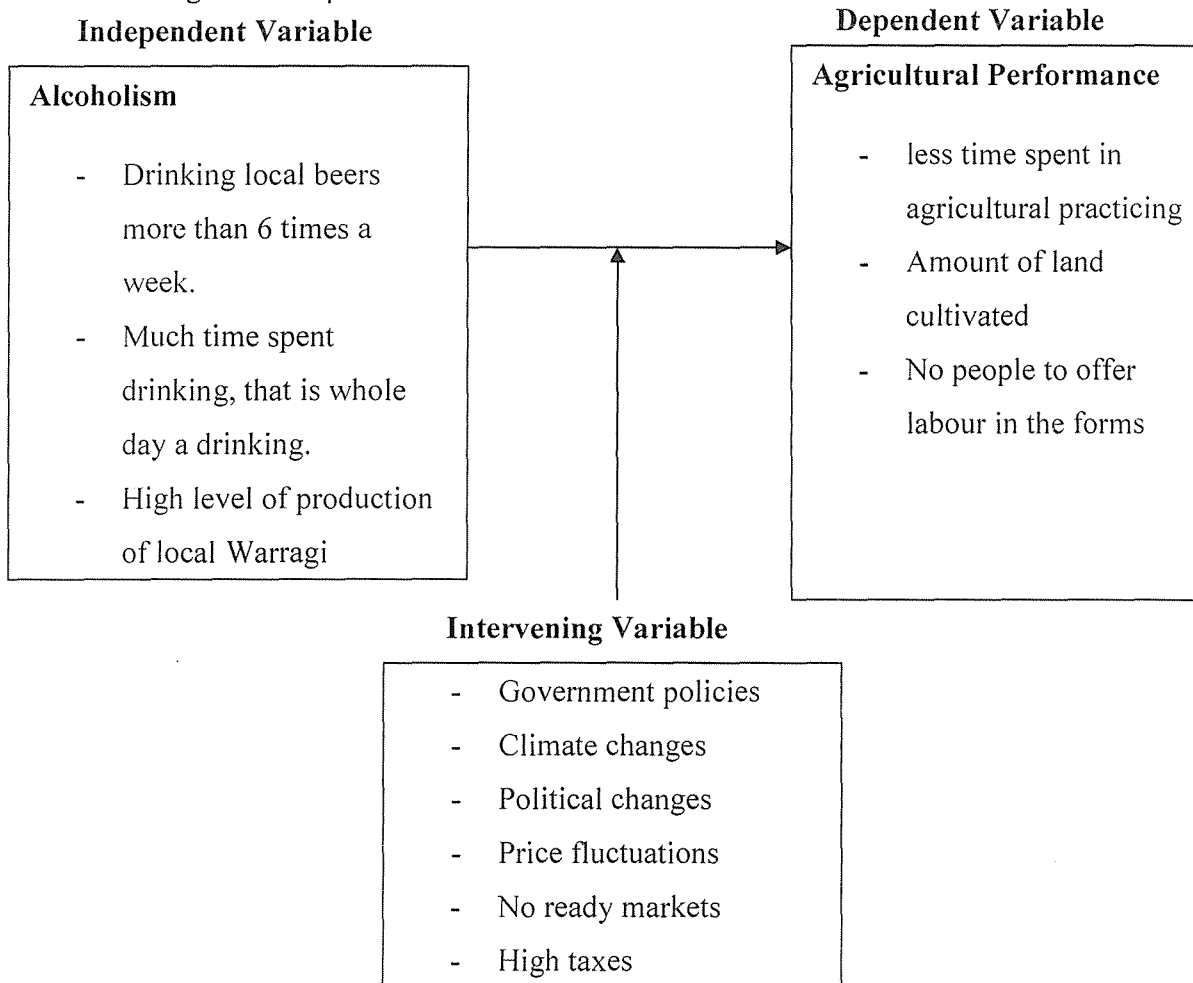 Independent Variable
Alcoholism
- Drinking local beers
more than 6 times a
week.
- Much time spent
drinking, that is whole
day a drinking.
- High level of production
of local Warragi
Dependent Variable
Agricultural Performance
- less time spent in
agricultural practicing
- Amount of land
cultivated
- No people to offer
labour in the forms
Intervening Variable
- Government policies
- Climate changes
- Political changes
- Price fluctuations
- No ready markets
- High taxes